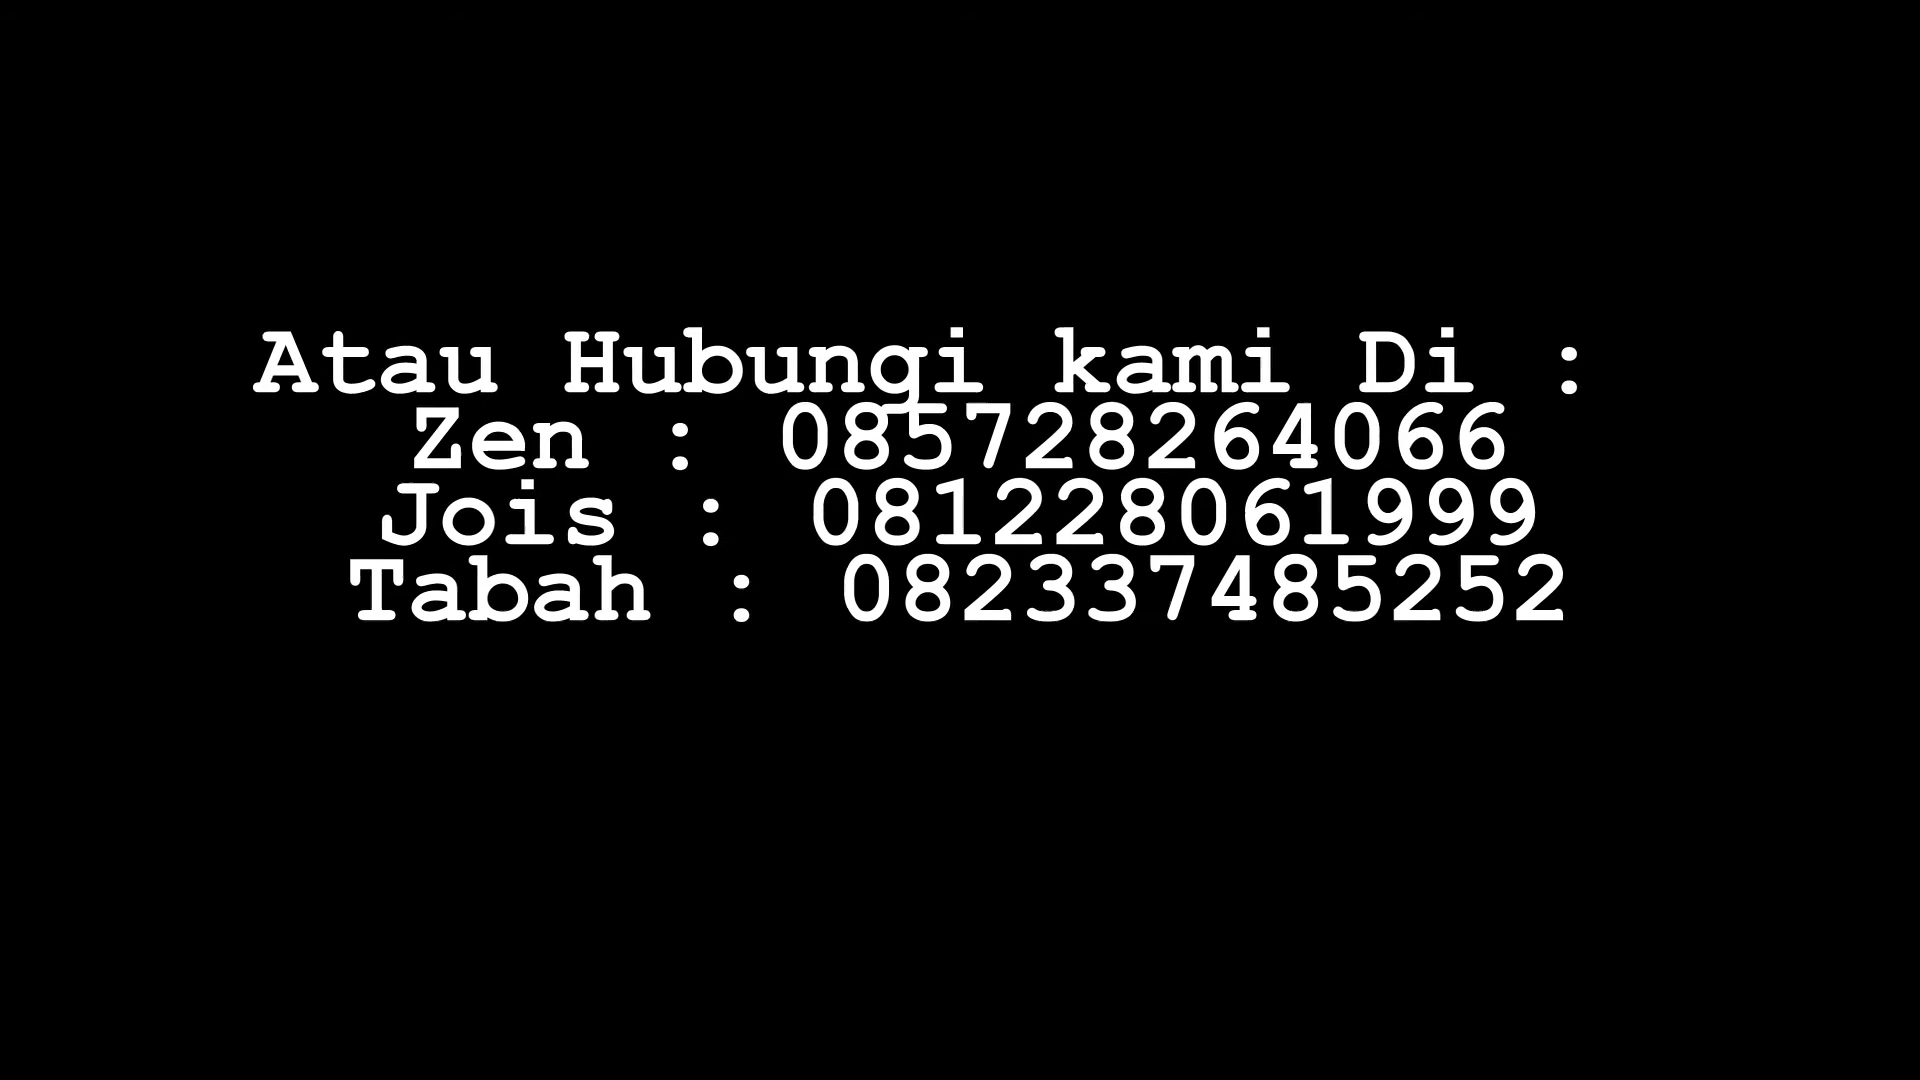 Atau Hubungi kami Di :
Zen : 085728264066
Jois : 081228061999
Tabah : 082337485252